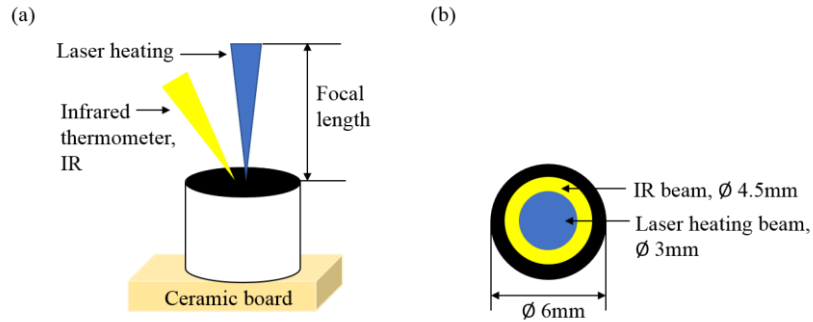 (a)
Laser heating
Infrared
thermometer,
IR
Focal
length
Ceramic board
(b)
IR beam, Ø 4.5mm
Laser heating beam,
Ø 3mm
Ø 6mm